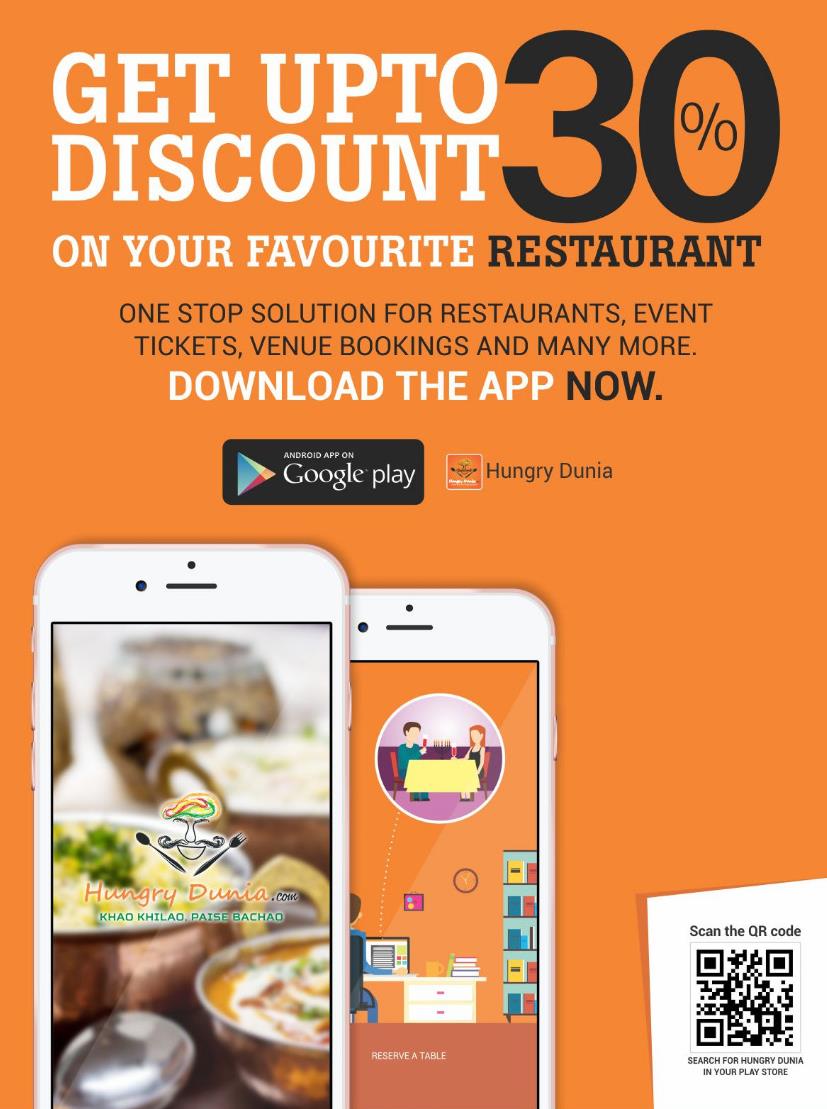 GET UPTO 30%
DISCOUNT
ON YOUR FAVOURITE RESTAURANT
ONE STOP SOLUTION FOR RESTAURANTS, EVENT
TICKETS, VENUE BOOKINGS AND MANY MORE.
DOWNLOAD THE APP NOW.
ANDROID APP ON
Google play
Hungry Dunia
Hungry Dunia.com
KHAO KHILAO, PAISE BACHAO
RESERVE A TABLE
Scan the QR code
SEARCH FOR HUNGRY DUNIA
IN YOUR PLAY STORE